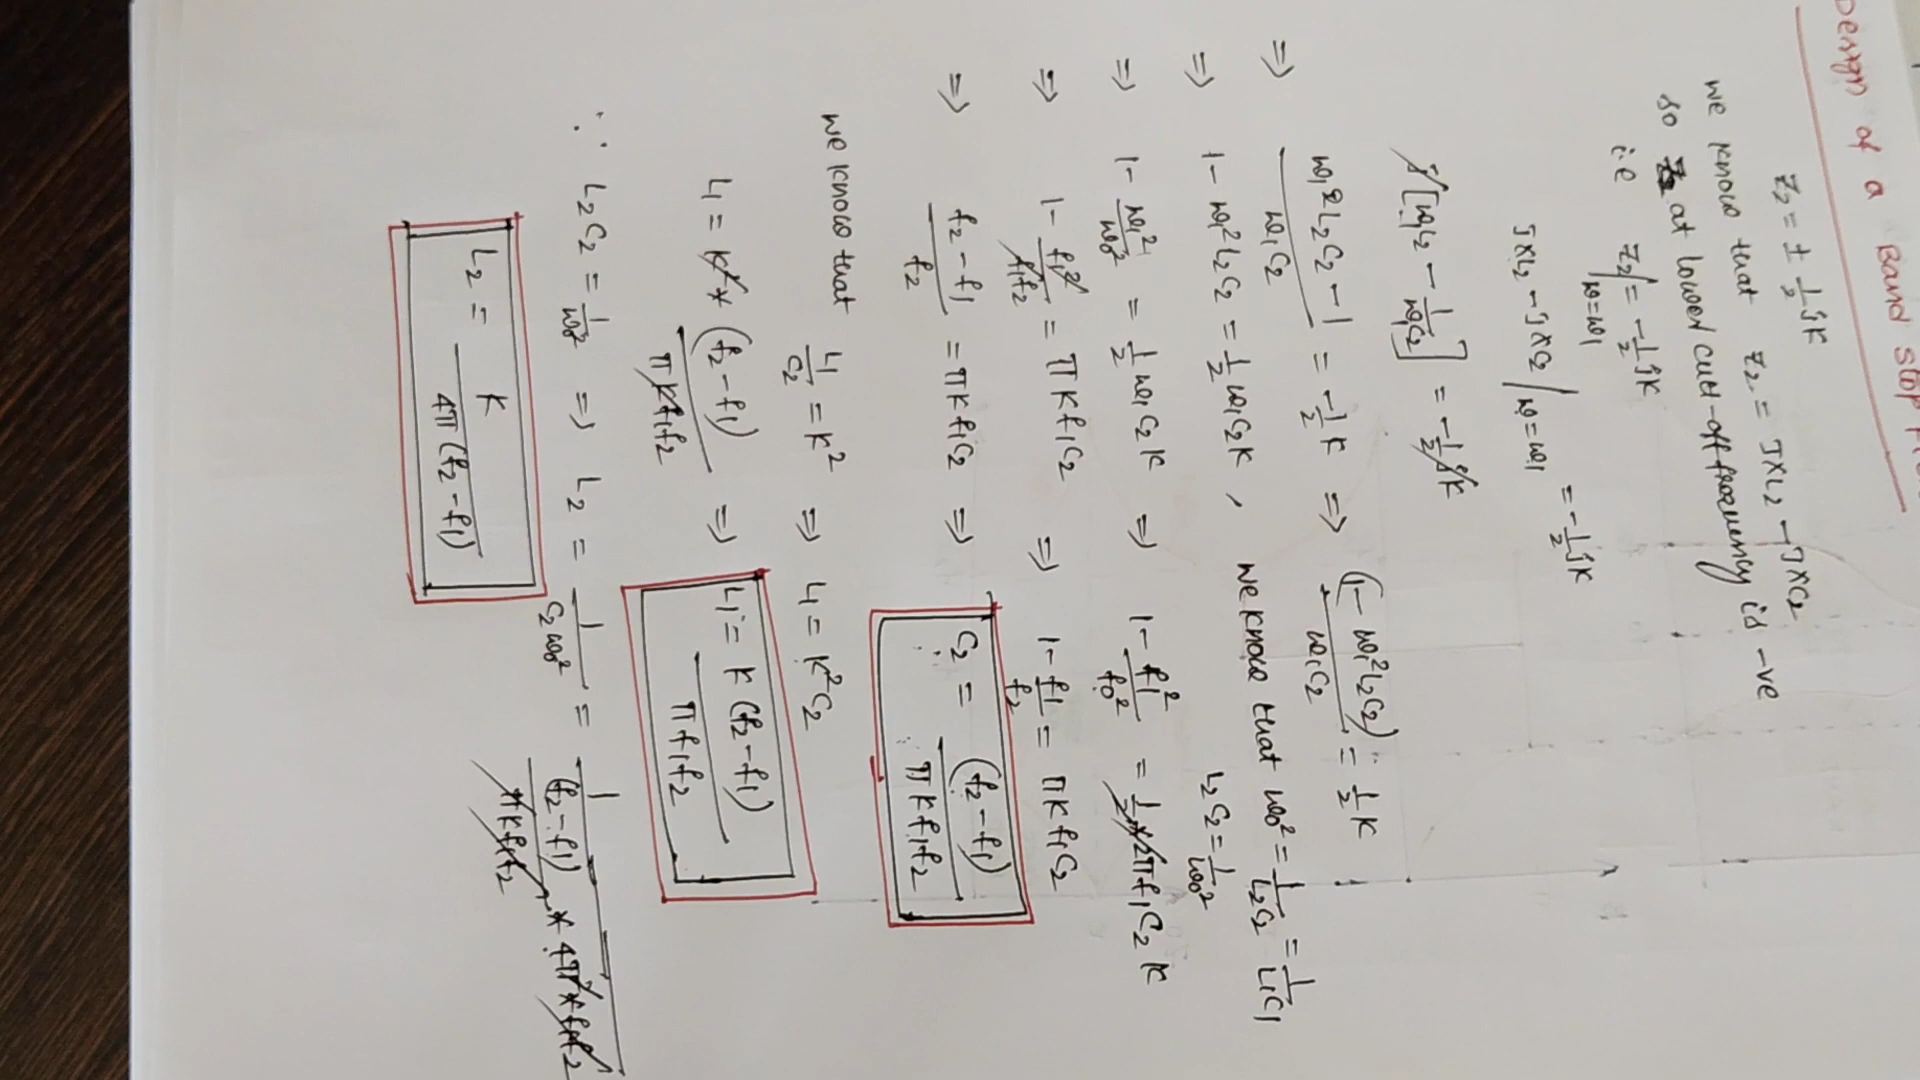 Design of a Band stop
Z2 = ± 1/2 jK
we know that Z2 = JXL2 - JXC2
so Z2 at lower cutt-off frequency is -ve
i.e Z2|ω=ω1 = -1/2 jK
JXL2 - JXC2 |ω=ω1 = -1/2 jK
j[ω1L2 - 1/ω1C2] = -1/2 jK
⇒ ω1²L2C2 - 1 / ω1C2 = -1/2 K ⇒ (1 - ω1²L2C2) / ω1C2 = 1/2 K
⇒ 1 - ω1²L2C2 = 1/2 ω1C2K , we know that ω0² = 1/L2C2 = 1/L1C1
L2C2 = 1/ω0²
⇒ 1 - ω1²/ω0² = 1/2 ω1C2K ⇒ 1 - f1²/f0² = 1/2 * 2πf1C2K
⇒ 1 - f1²/f1f2 = πKf1C2 ⇒ 1 - f1/f2 = πKf1C2
⇒ f2 - f1 / f2 = πKf1C2 ⇒ C2 = (f2 - f1) / πKf1f2
we know that L1/C2 = K² ⇒ L1 = K²C2
L1 = K² * (f2 - f1) / πKf1f2 ⇒ L1 = K(f2 - f1) / πf1f2
∵ L2C2 = 1/ω0² ⇒ L2 = 1 / C2ω0² = 1 / (f2 - f1) / πKf1f2 * 4π² * f1f2
L2 = K / 4π(f2 - f1)